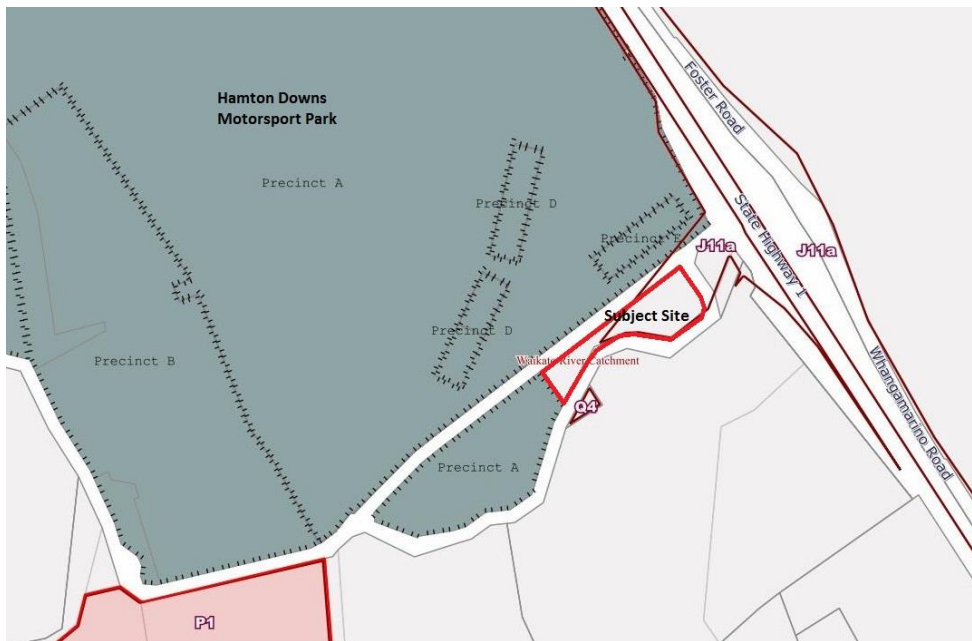 Hamton Downs
Motorsport Park
Foster Road
Precinct A
Precinct D
State Highway 1
Precinct E
J11a
J11a
Subject Site
Precinct D
Precinct B
Waikato River Catchment
Whangamarino Road
Q4
Precinct A
P1